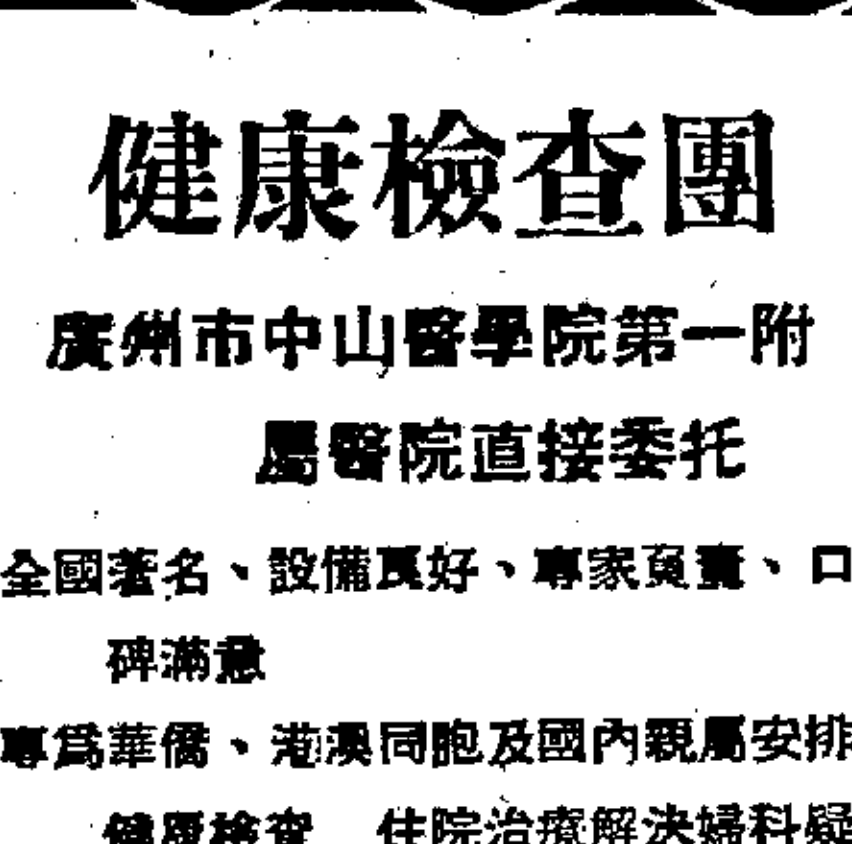 健康檢查團
廣州市中山醫學院第一附
屬醫院直接委托
全國著名、設備良好、專家負責、口
碑滿意
專爲華僑、港澳同胞及國內親屬安排
健康檢查 住院治療解決婦科疑